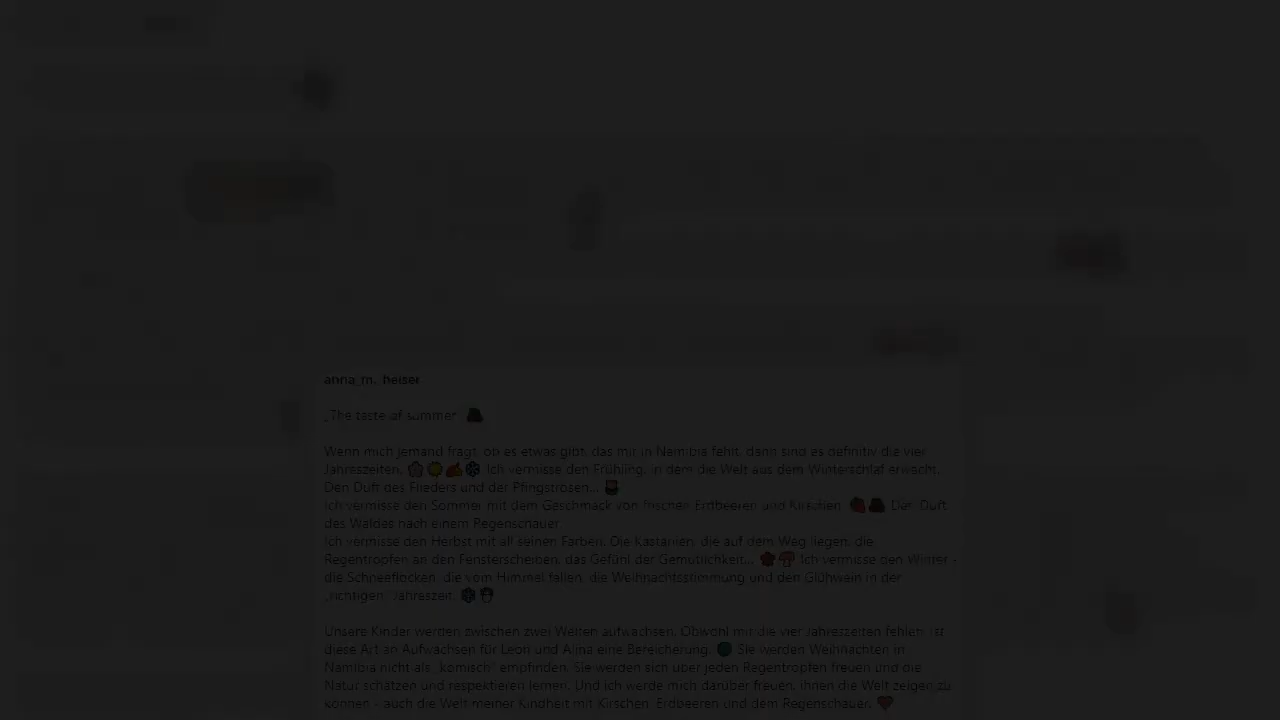 anna_m._heiser
„The taste of summer“
Wenn mich jemand fragt, ob es etwas gibt, das mir in Namibia fehlt, dann sind es definitiv die vier
Jahreszeiten. 🌸🌻🍂❄️ Ich vermisse den Frühling, in dem die Welt aus dem Winterschlaf erwacht.
Den Duft des Flieders und der Pfingstrosen... 🌷
Ich vermisse den Sommer mit dem Geschmack von frischen Erdbeeren und Kirschen. 🍓🍒 Den Duft
des Waldes nach einem Regenschauer.
Ich vermisse den Herbst mit all seinen Farben. Die Kastanien, die auf dem Weg liegen, die
Regentropfen an den Fensterscheiben, das Gefühl der Gemütlichkeit... 🍁🍄 Ich vermisse den Winter -
die Schneeflocken, die vom Himmel fallen, die Weihnachtsstimmung und den Glühwein in der
„richtigen“ Jahreszeit. ❄️⛄
Unsere Kinder werden zwischen zwei Welten aufwachsen. Obwohl mir die vier Jahreszeiten fehlen, ist
diese Art an Aufwachsen für Leon und Alina eine Bereicherung. 🌍 Sie werden Weihnachten in
Namibia nicht als „komisch“ empfinden. Sie werden sich über jeden Regentropfen freuen und die
Natur schätzen und respektieren lernen. Und ich werde mich darüber freuen, ihnen die Welt zeigen zu
können - auch die Welt meiner Kindheit mit Kirschen, Erdbeeren und dem Regenschauer. ❤️